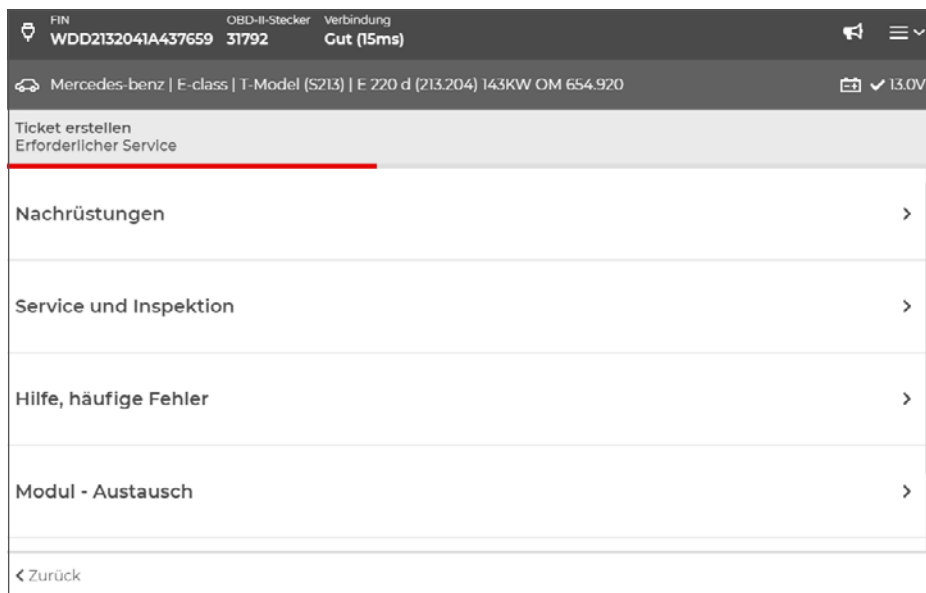 FIN OBD-II-Stecker Verbindung
WDD2132041A437659 31792 Gut (15ms)
Mercedes-benz | E-class | T-Model (S213) | E 220 d (213.204) 143KW OM 654.920 13.0V
Ticket erstellen
Erforderlicher Service
Nachrüstungen
Service und Inspektion
Hilfe, häufige Fehler
Modul - Austausch
Zurück